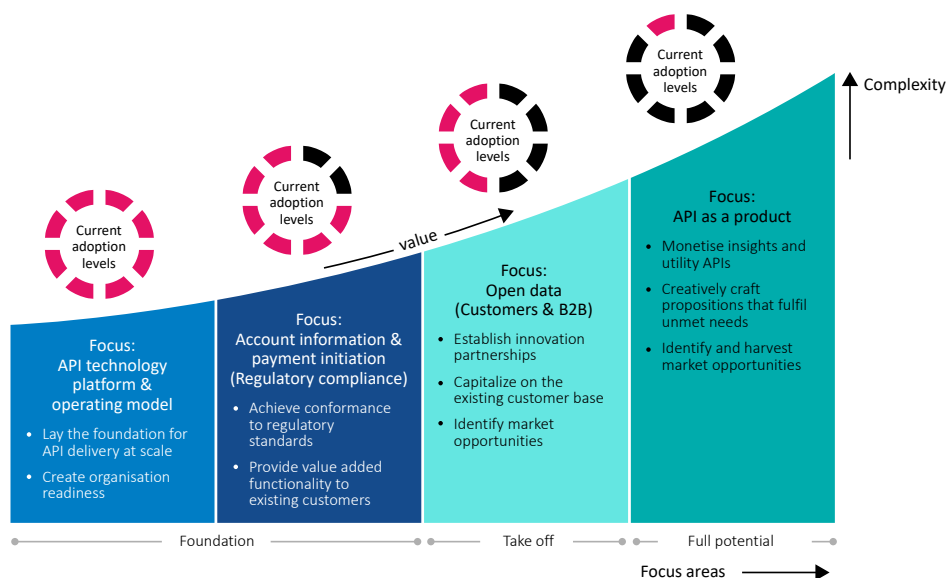 Current
adoption
levels
Current
adoption
levels
Current
adoption
levels
Current
adoption
levels
Complexity
value
Focus:
API technology
platform &
operating model
• Lay the foundation for
API delivery at scale
• Create organisation
readiness
Focus:
Account information &
payment initiation
(Regulatory compliance)
• Achieve conformance
to regulatory
standards
• Provide value added
functionality to
existing customers
Focus:
Open data
(Customers & B2B)
• Establish innovation
partnerships
• Capitalize on the
existing customer base
• Identify market
opportunities
Focus:
API as a product
• Monetise insights and
utility APIs
• Creatively craft
propositions that fulfil
unmet needs
• Identify and harvest
market opportunities
Foundation
Take off
Full potential
Focus areas